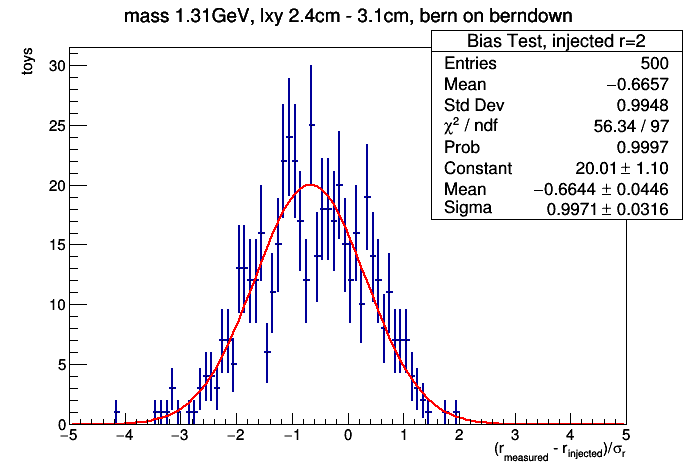 mass 1.31GeV, lxy 2.4cm - 3.1cm, bern on berndown
Bias Test, injected r=2
Entries 500
Mean −0.6657
Std Dev 0.9948
χ² / ndf 56.34 / 97
Prob 0.9997
Constant 20.01 ± 1.10
Mean −0.6644 ± 0.0446
Sigma 0.9971 ± 0.0316
toys
30
25
20
15
10
5
0
−5 −4 −3 −2 −1 0 1 2 3 4 5
(r_measured - r_injected)/σ_r